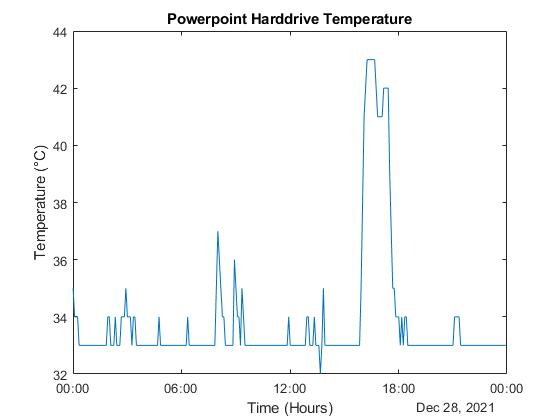 Powerpoint Harddrive Temperature
44
42
40
38
36
34
32
Temperature (°C)
00:00 06:00 12:00 18:00 00:00
Time (Hours)
Dec 28, 2021